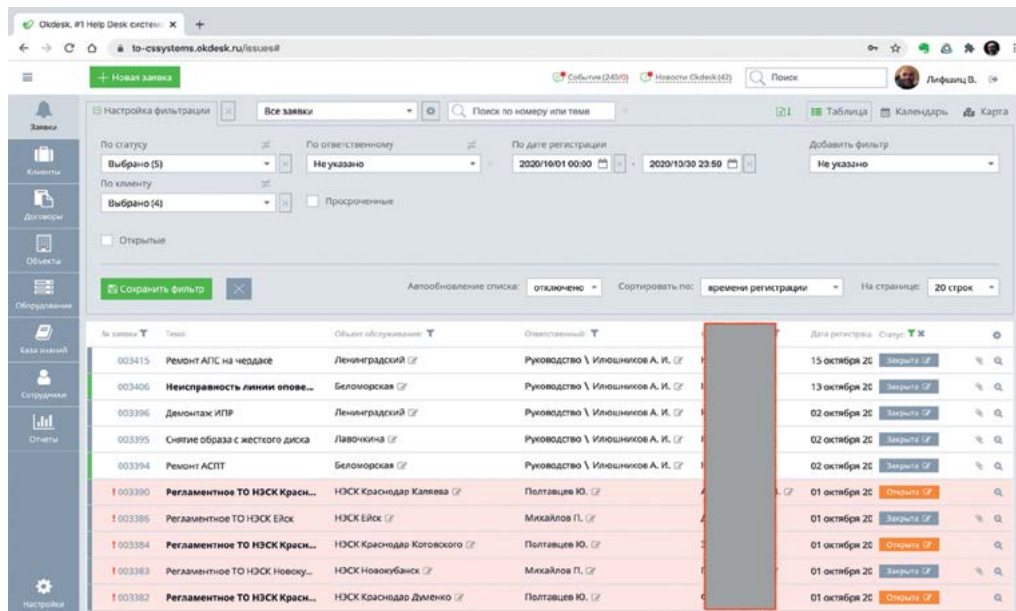 Okdesk, #1 Help Desk систем
to-cssystems.okdesk.ru/issues#
Новая заявка События (240/0) Новости Okdesk (42) Поиск Лифшиц В.
Заявки
Клиенты
Договоры
Объекты
Оборудование
База знаний
Сотрудники
Отчеты
Настройки
Настройка фильтрации Все заявки Поиск по номеру или теме Таблица Календарь Карта
По статусу По ответственному По дате регистрации Добавить фильтр
Выбрано (5) Не указано 2020/10/01 00:00 - 2020/10/30 23:59 Не указано
По клиенту
Выбрано (4) Просроченные
Открытые
Сохранить фильтр Автообновление списка: отключено Сортировать по: времени регистрации На странице: 20 строк
№ заявки Тема: Объект обслуживания: Ответственный: Дата регистрац Статус:
003415 Ремонт АПС на чердаке Ленинградский Руководство \ Илюшников А. И. 15 октября 20 Закрыта
003406 Неисправность линии опове... Беломорская Руководство \ Илюшников А. И. 13 октября 20 Закрыта
003396 Демонтаж ИПР Ленинградский Руководство \ Илюшников А. И. 02 октября 20 Закрыта
003395 Снятие образа с жесткого диска Лавочкина Руководство \ Илюшников А. И. 02 октября 20 Закрыта
003394 Ремонт АСПТ Беломорская Руководство \ Илюшников А. И. 02 октября 20 Закрыта
! 003390 Регламентное ТО НЭСК Красн... НЭСК Краснодар Каляева Полтавцев Ю. 01 октября 20 Открыта
! 003386 Регламентное ТО НЭСК Ейск НЭСК Ейск Михайлов П. 01 октября 20 Закрыта
! 003384 Регламентное ТО НЭСК Красн... НЭСК Краснодар Котовского Полтавцев Ю. 01 октября 20 Открыта
! 003383 Регламентное ТО НЭСК Новоку... НЭСК Новокубанск Михайлов П. 01 октября 20 Закрыта
! 003382 Регламентное ТО НЭСК Красн... НЭСК Краснодар Думенко Полтавцев Ю. 01 октября 20 Открыта